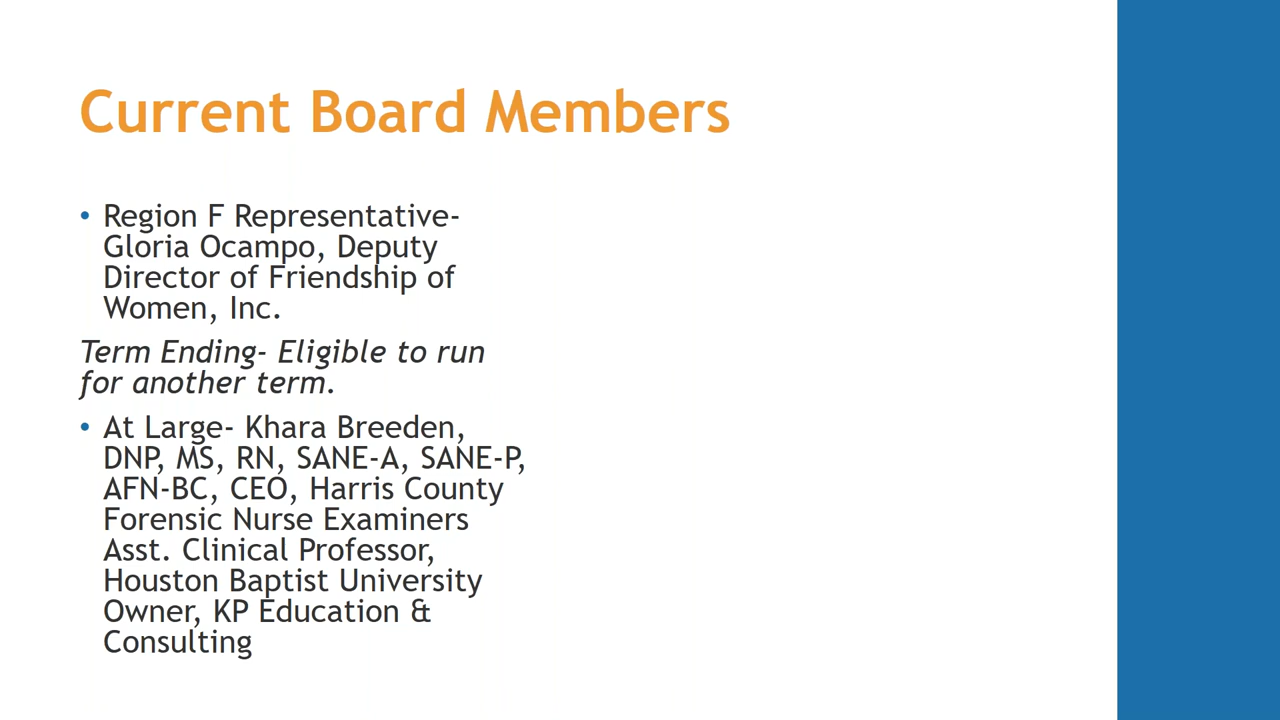 Current Board Members
• Region F Representative-
Gloria Ocampo, Deputy
Director of Friendship of
Women, Inc.
Term Ending- Eligible to run
for another term.
• At Large- Khara Breeden,
DNP, MS, RN, SANE-A, SANE-P,
AFN-BC, CEO, Harris County
Forensic Nurse Examiners
Asst. Clinical Professor,
Houston Baptist University
Owner, KP Education &
Consulting